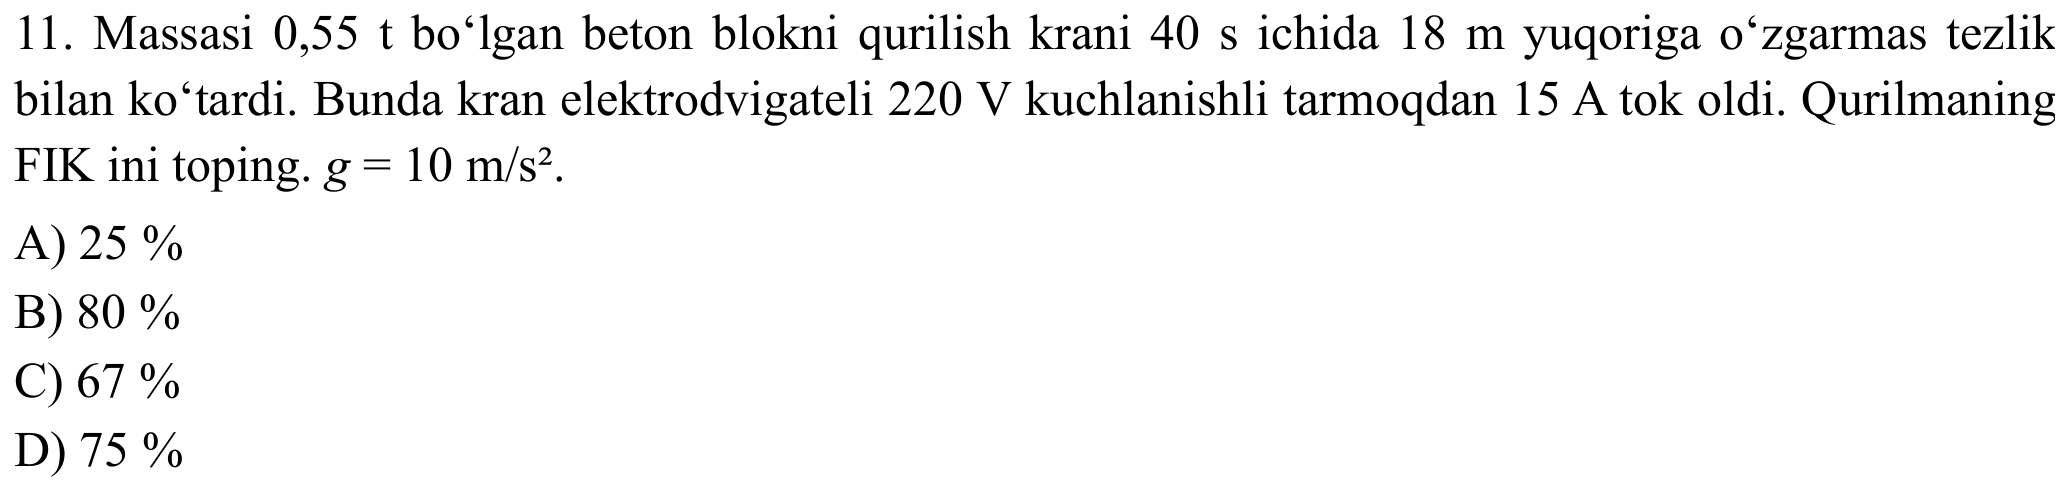 11. Massasi 0,55 t bo‘lgan beton blokni qurilish krani 40 s ichida 18 m yuqoriga o‘zgarmas tezlik
bilan ko‘tardi. Bunda kran elektrodvigateli 220 V kuchlanishli tarmoqdan 15 A tok oldi. Qurilmaning
FIK ini toping. g = 10 m/s².
A) 25 %
B) 80 %
C) 67 %
D) 75 %